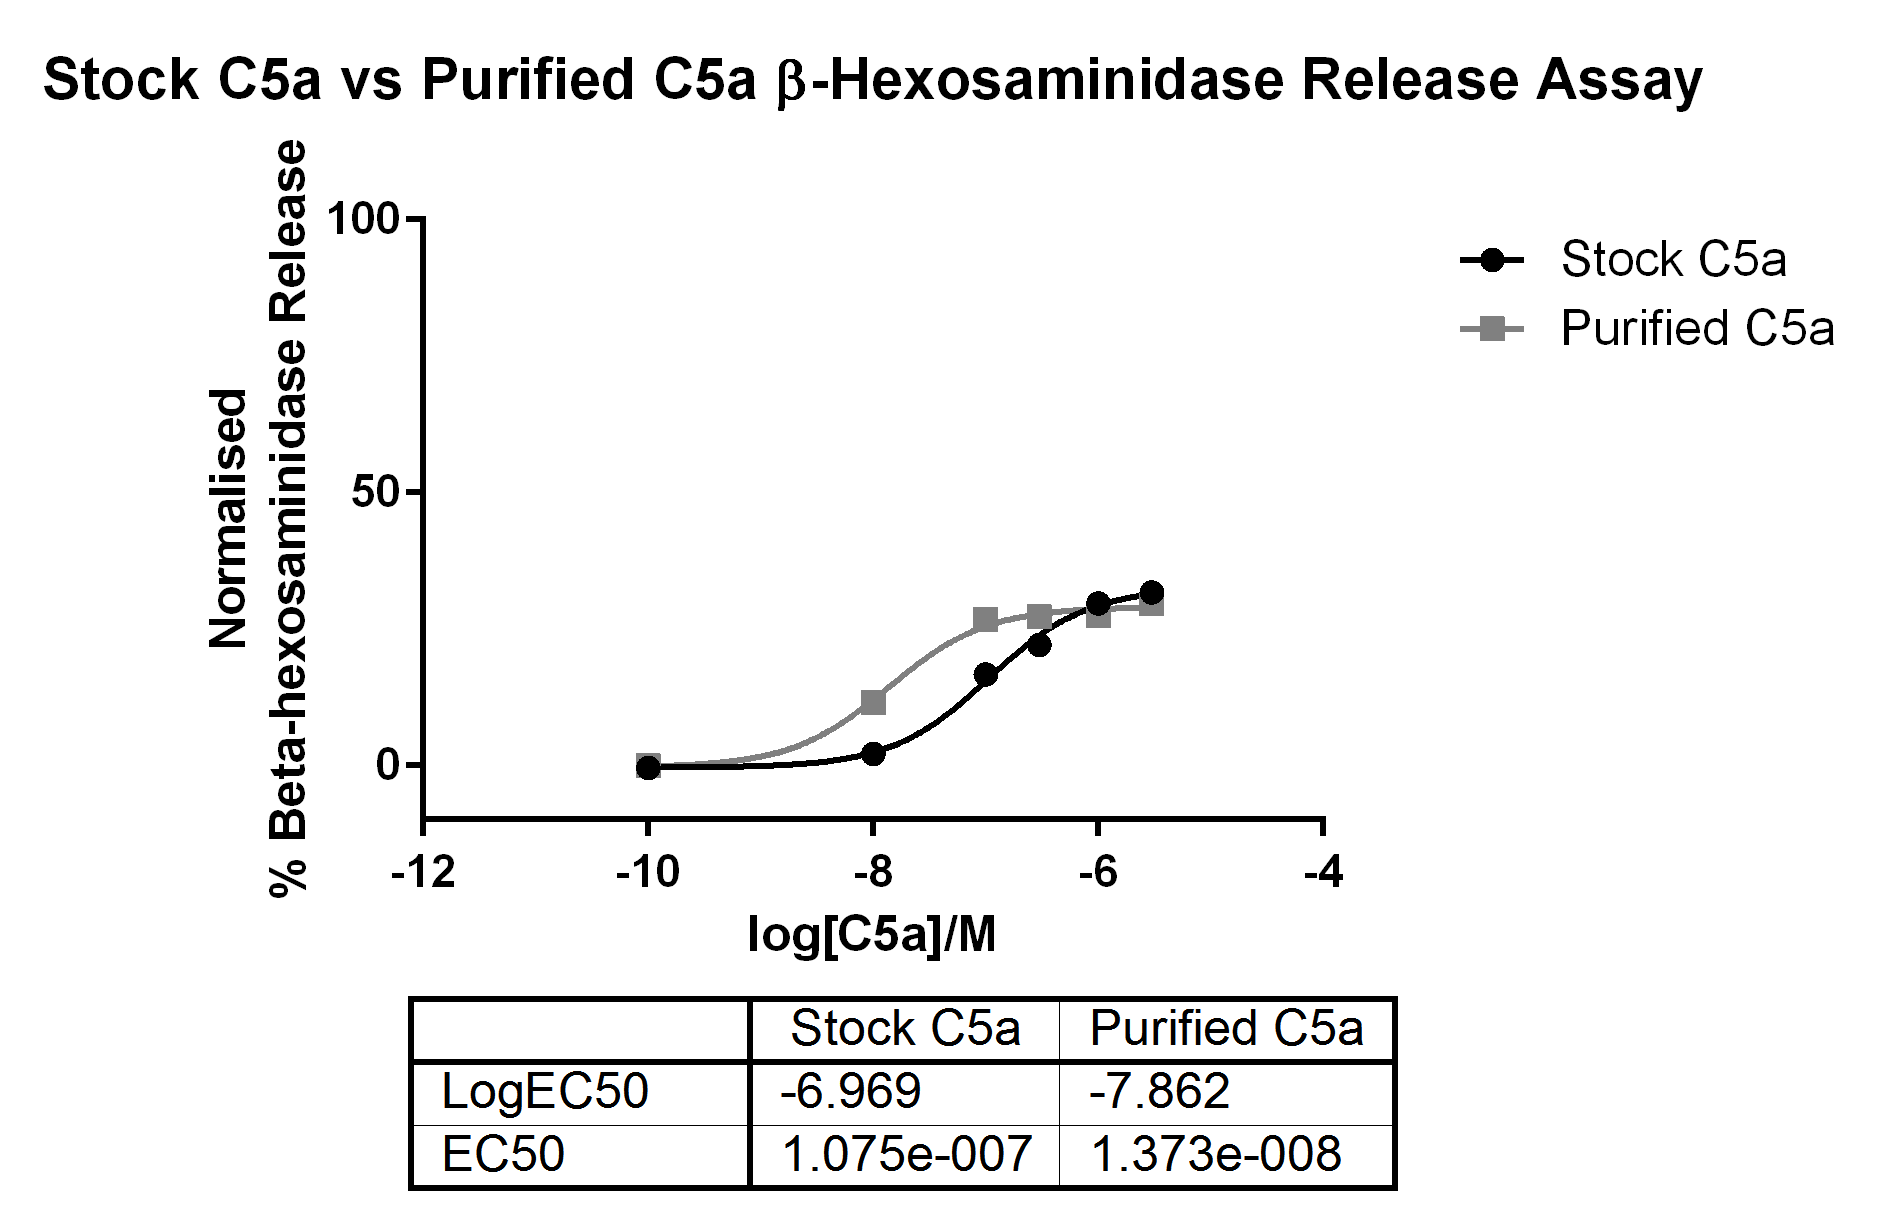 Stock C5a vs Purified C5a β-Hexosaminidase Release Assay
Normalised
% Beta-hexosaminidase Release
100
50
0
-12
-10
-8
-6
-4
log[C5a]/M
Stock C5a
Purified C5a
Stock C5a Purified C5a
LogEC50 -6.969 -7.862
EC50 1.075e-007 1.373e-008